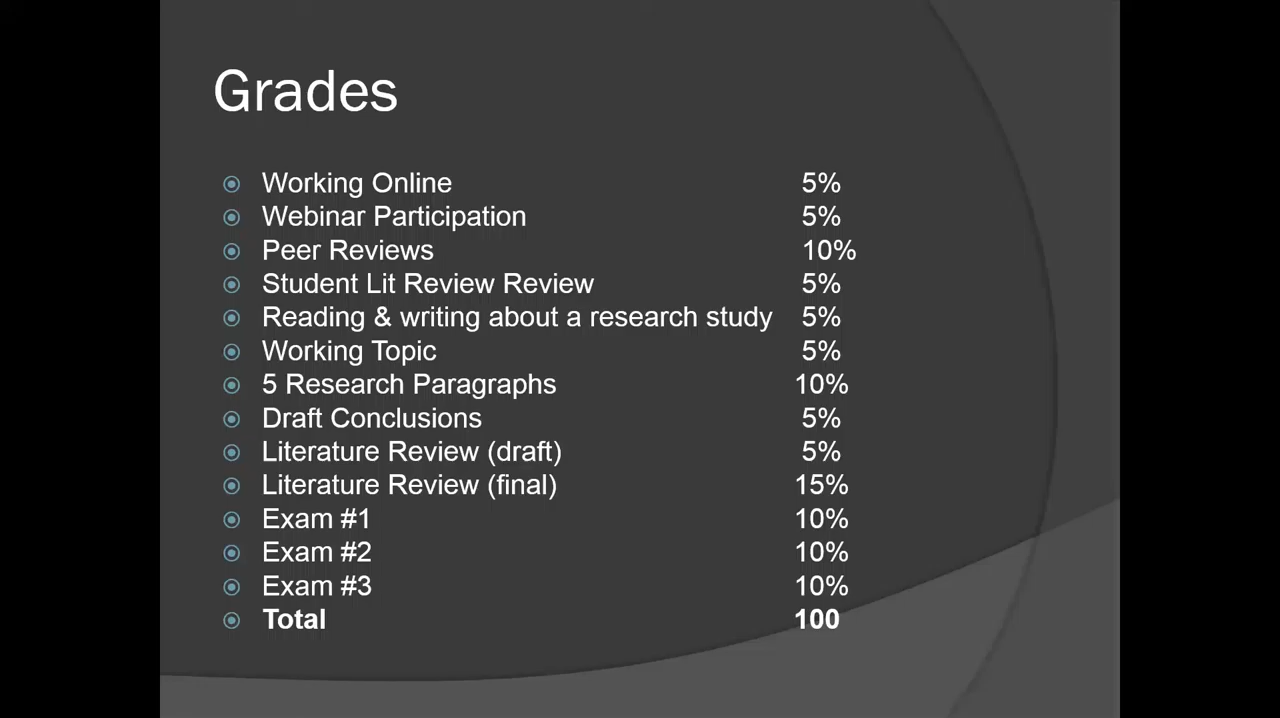 Grades
Working Online 5%
Webinar Participation 5%
Peer Reviews 10%
Student Lit Review Review 5%
Reading & writing about a research study 5%
Working Topic 5%
5 Research Paragraphs 10%
Draft Conclusions 5%
Literature Review (draft) 5%
Literature Review (final) 15%
Exam #1 10%
Exam #2 10%
Exam #3 10%
Total 100